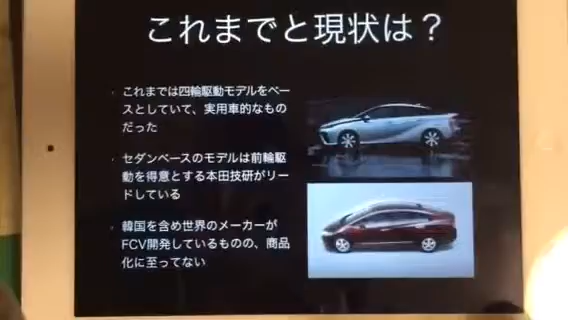 これまでと現状は？
・ これまでは四輪駆動モデルをベー
スとしていて、実用車的なもの
だった
・ セダンベースのモデルは前輪駆
動を得意とする本田技研がリー
ドしている
・ 韓国を含め世界のメーカーが
FCV開発しているものの、商品
化に至ってない